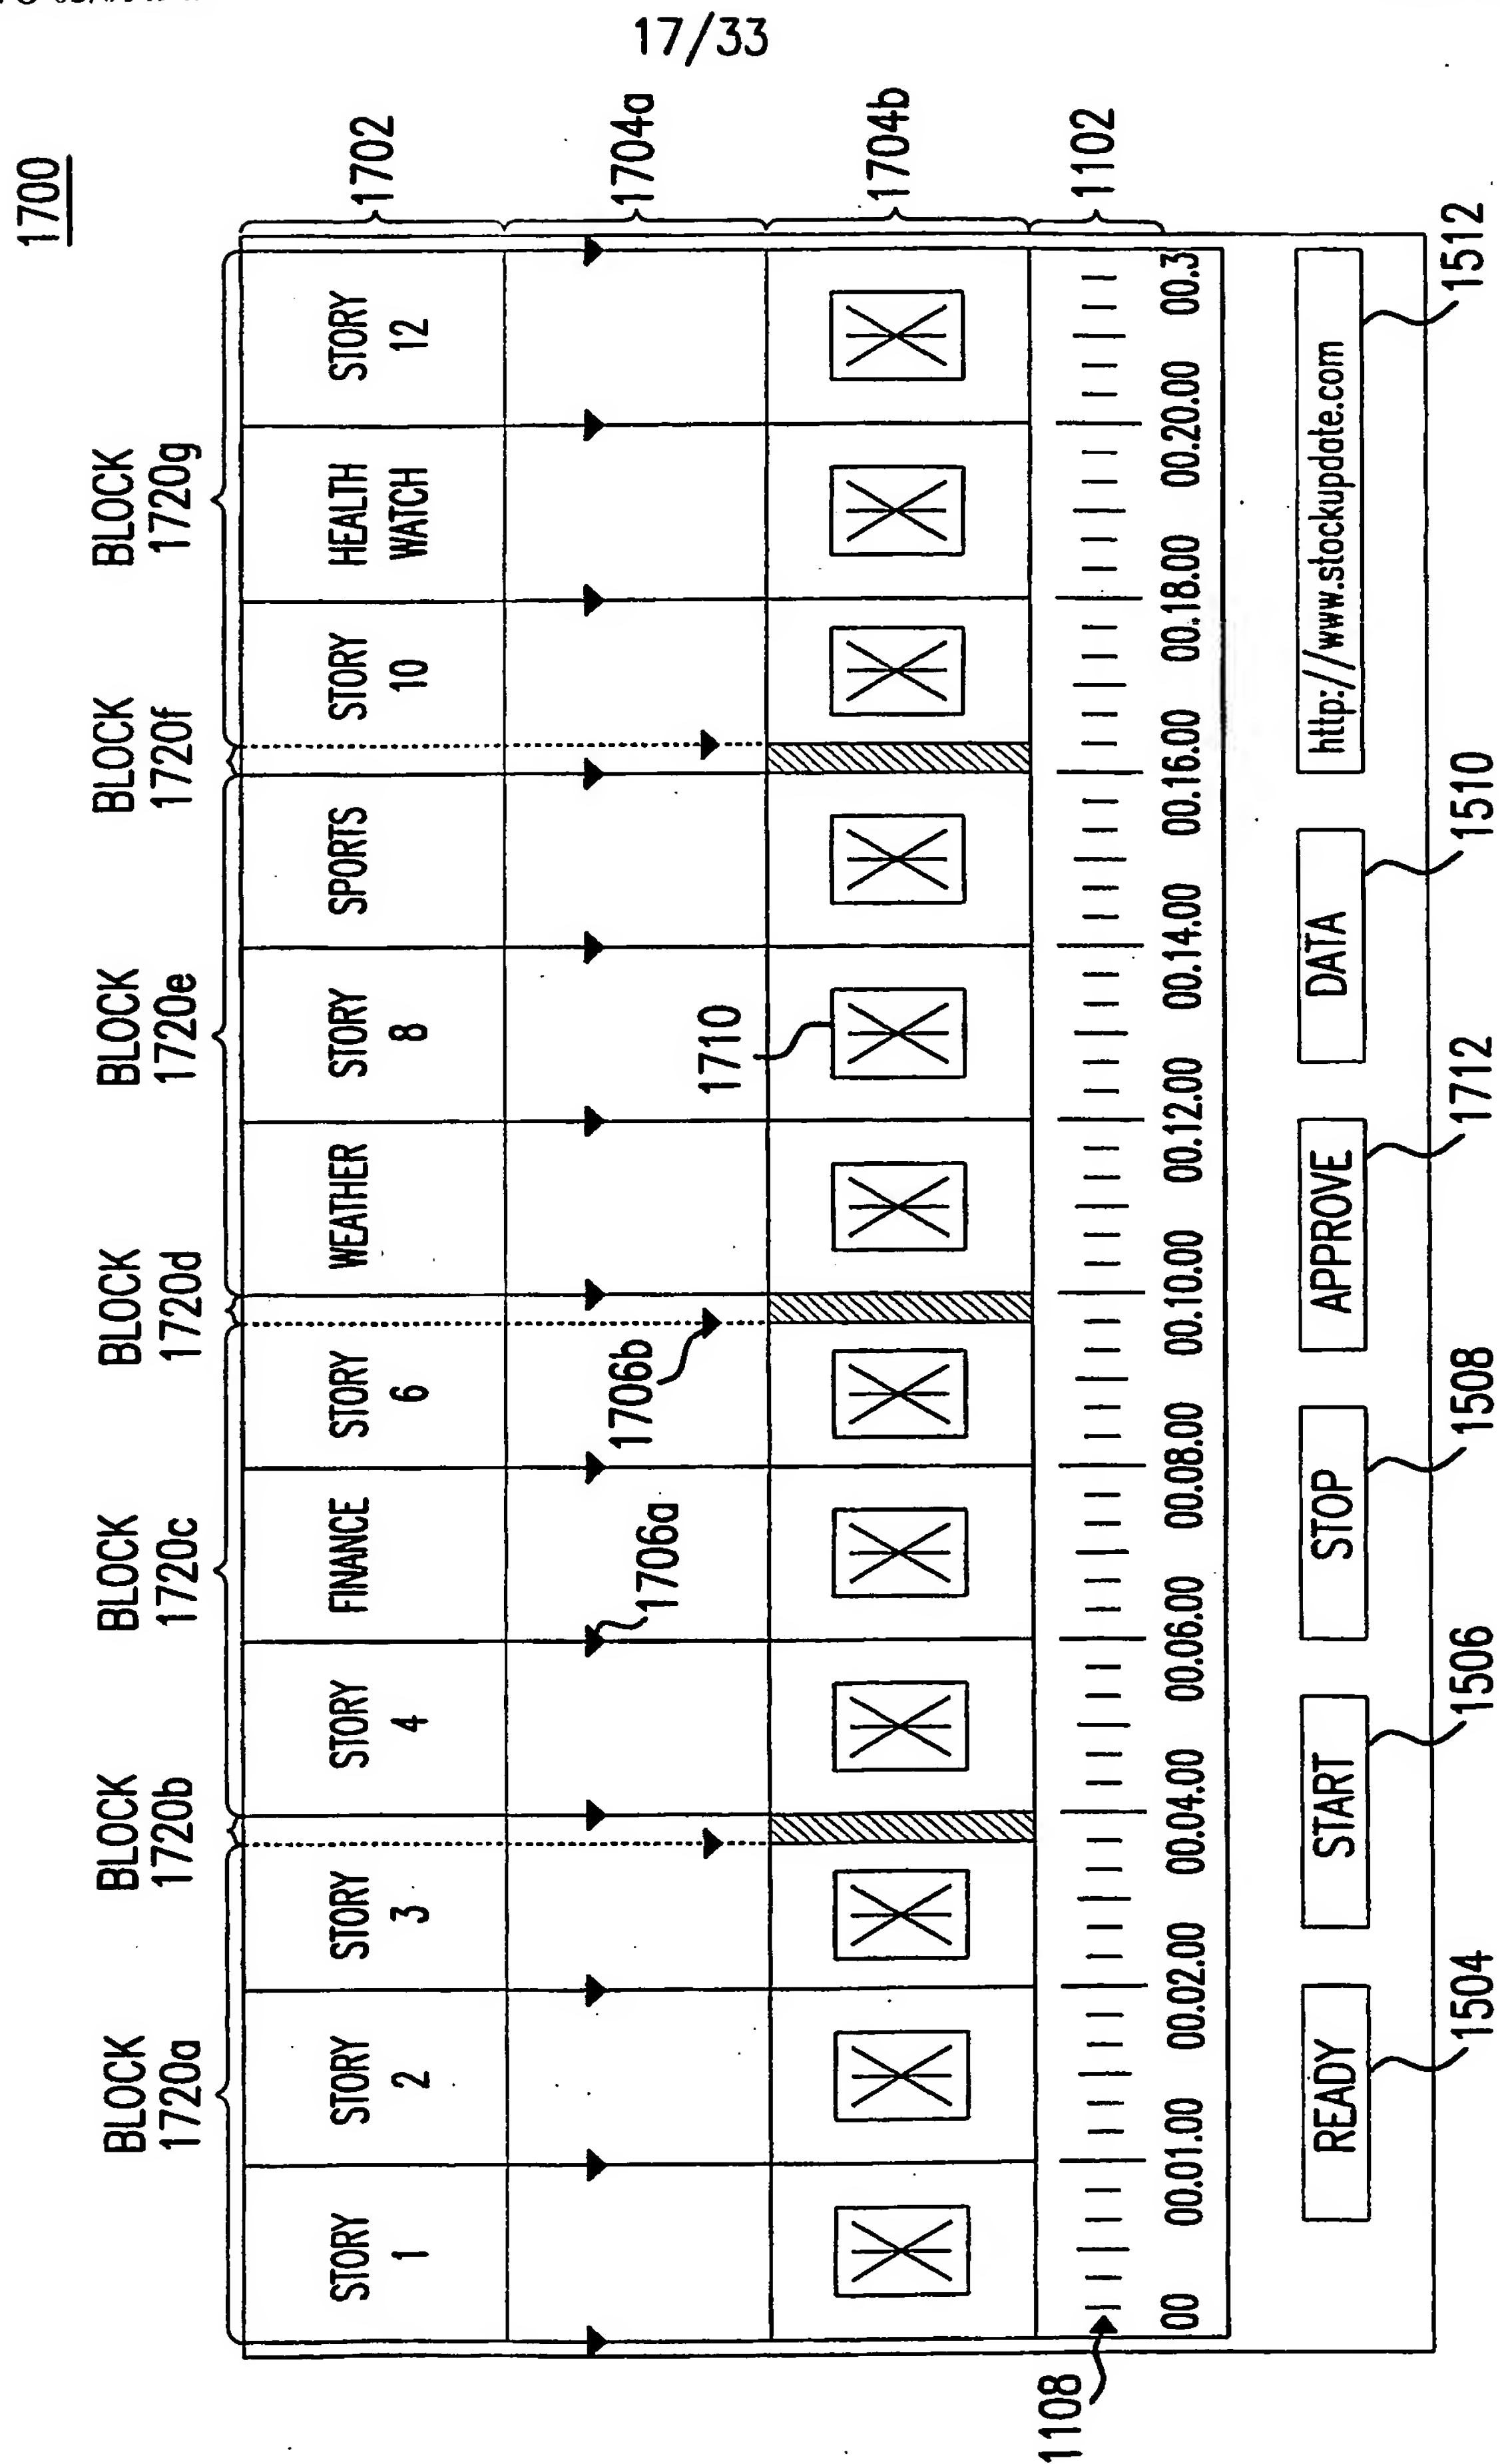 17/33
1700
BLOCK
1720a
BLOCK
1720b
BLOCK
1720c
BLOCK
1720d
BLOCK
1720e
BLOCK
1720f
BLOCK
1720g
STORY
1
STORY
2
STORY
3
STORY
4
FINANCE
STORY
6
WEATHER
STORY
8
SPORTS
STORY
10
HEALTH
WATCH
STORY
12
1702
1704a
1704b
1102
1706a
1706b
1710
1108
00 00.01.00 00.02.00 00.04.00 00.06.00 00.08.00 00.10.00 00.12.00 00.14.00 00.16.00 00.18.00 00.20.00 00.3
READY
START
STOP
APPROVE
DATA
http://www.stockupdate.com
1504
1506
1508
1712
1510
1512